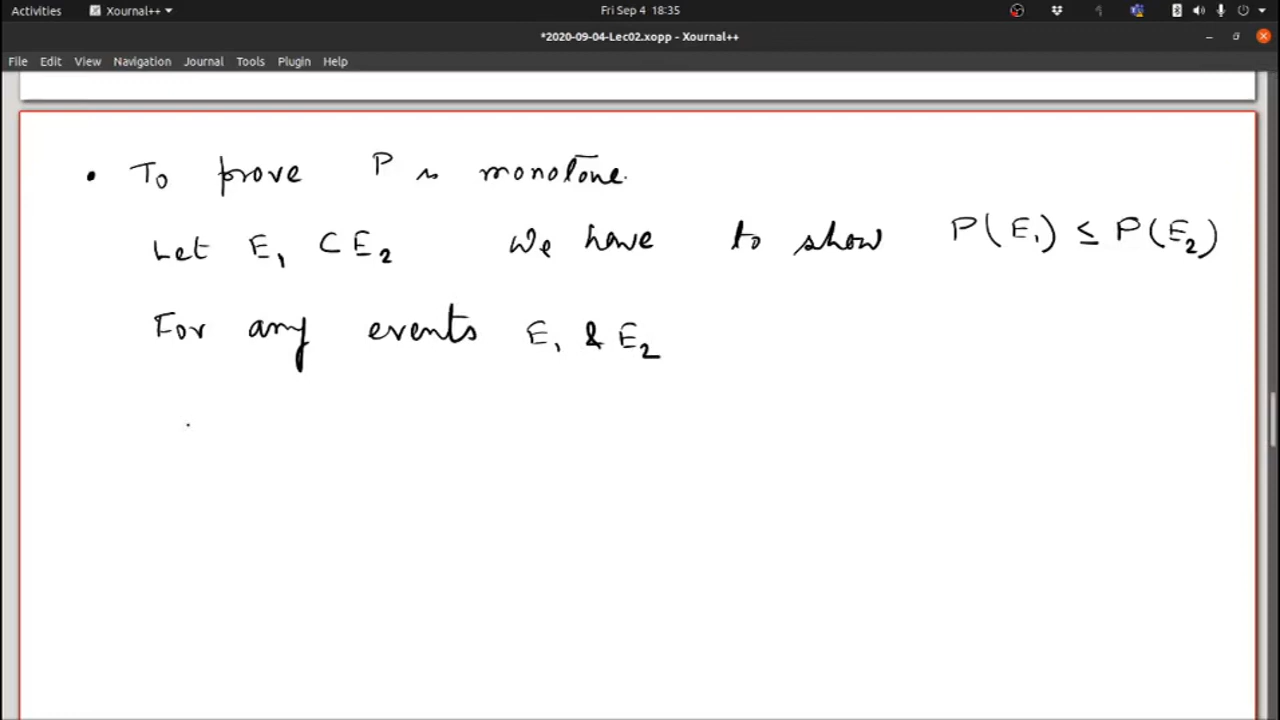 Activities Xournal++ Fri Sep 4 18:35
*2020-09-04-Lec02.xopp - Xournal++
File Edit View Navigation Journal Tools Plugin Help
• To prove P is monotone.
Let E₁ ⊂ E₂ We have to show P(E₁) ≤ P(E₂)
For any events E₁ & E₂